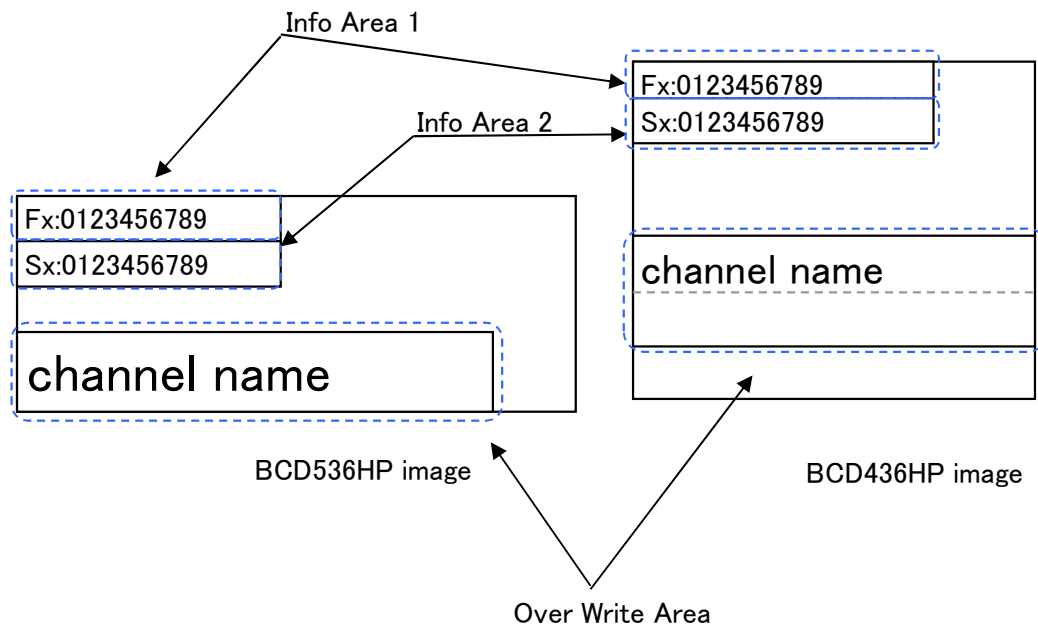 Info Area 1
Fx:0123456789
Info Area 2
Sx:0123456789
Fx:0123456789
Sx:0123456789
channel name
channel name
BCD536HP image
BCD436HP image
Over Write Area